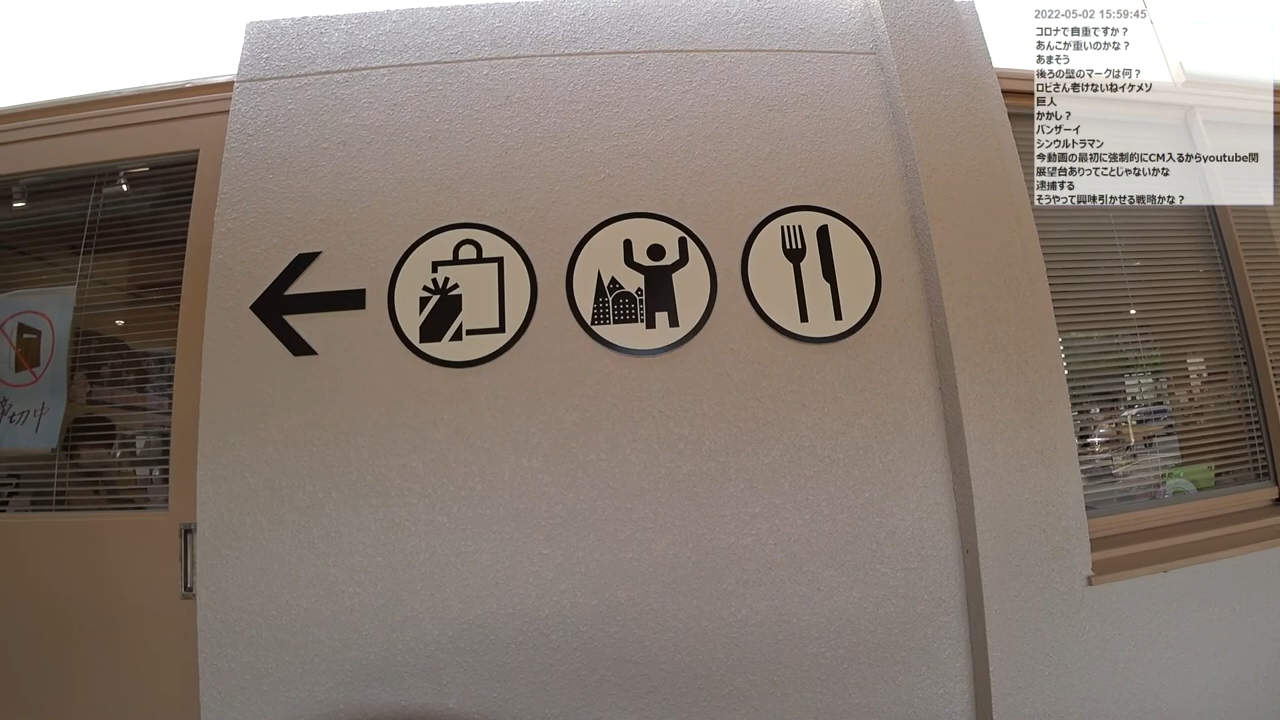 2022-05-02 15:59:45
コロナで自重ですか？
あんこが重いのかな？
あまそう
後ろの壁のマークは何？
ロビさん老けないねイケメソ
巨人
かかし？
バンザーイ
シンウルトラマン
今動画の最初に強制的にCM入るからyoutube関
展望台ありってことじゃないかな
逮捕する
そうやって興味引かせる戦略かな？
締切中